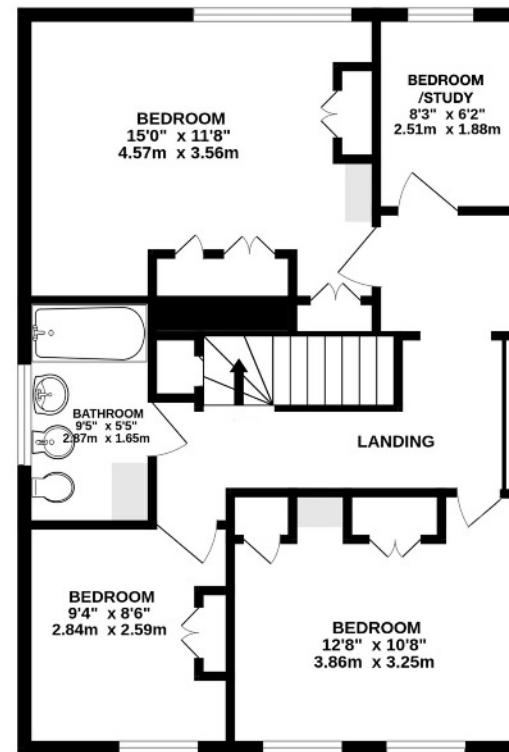 BEDROOM
15'0" x 11'8"
4.57m x 3.56m
BEDROOM
/STUDY
8'3" x 6'2"
2.51m x 1.88m
BATHROOM
9'5" x 5'5"
2.87m x 1.65m
LANDING
BEDROOM
9'4" x 8'6"
2.84m x 2.59m
BEDROOM
12'8" x 10'8"
3.86m x 3.25m